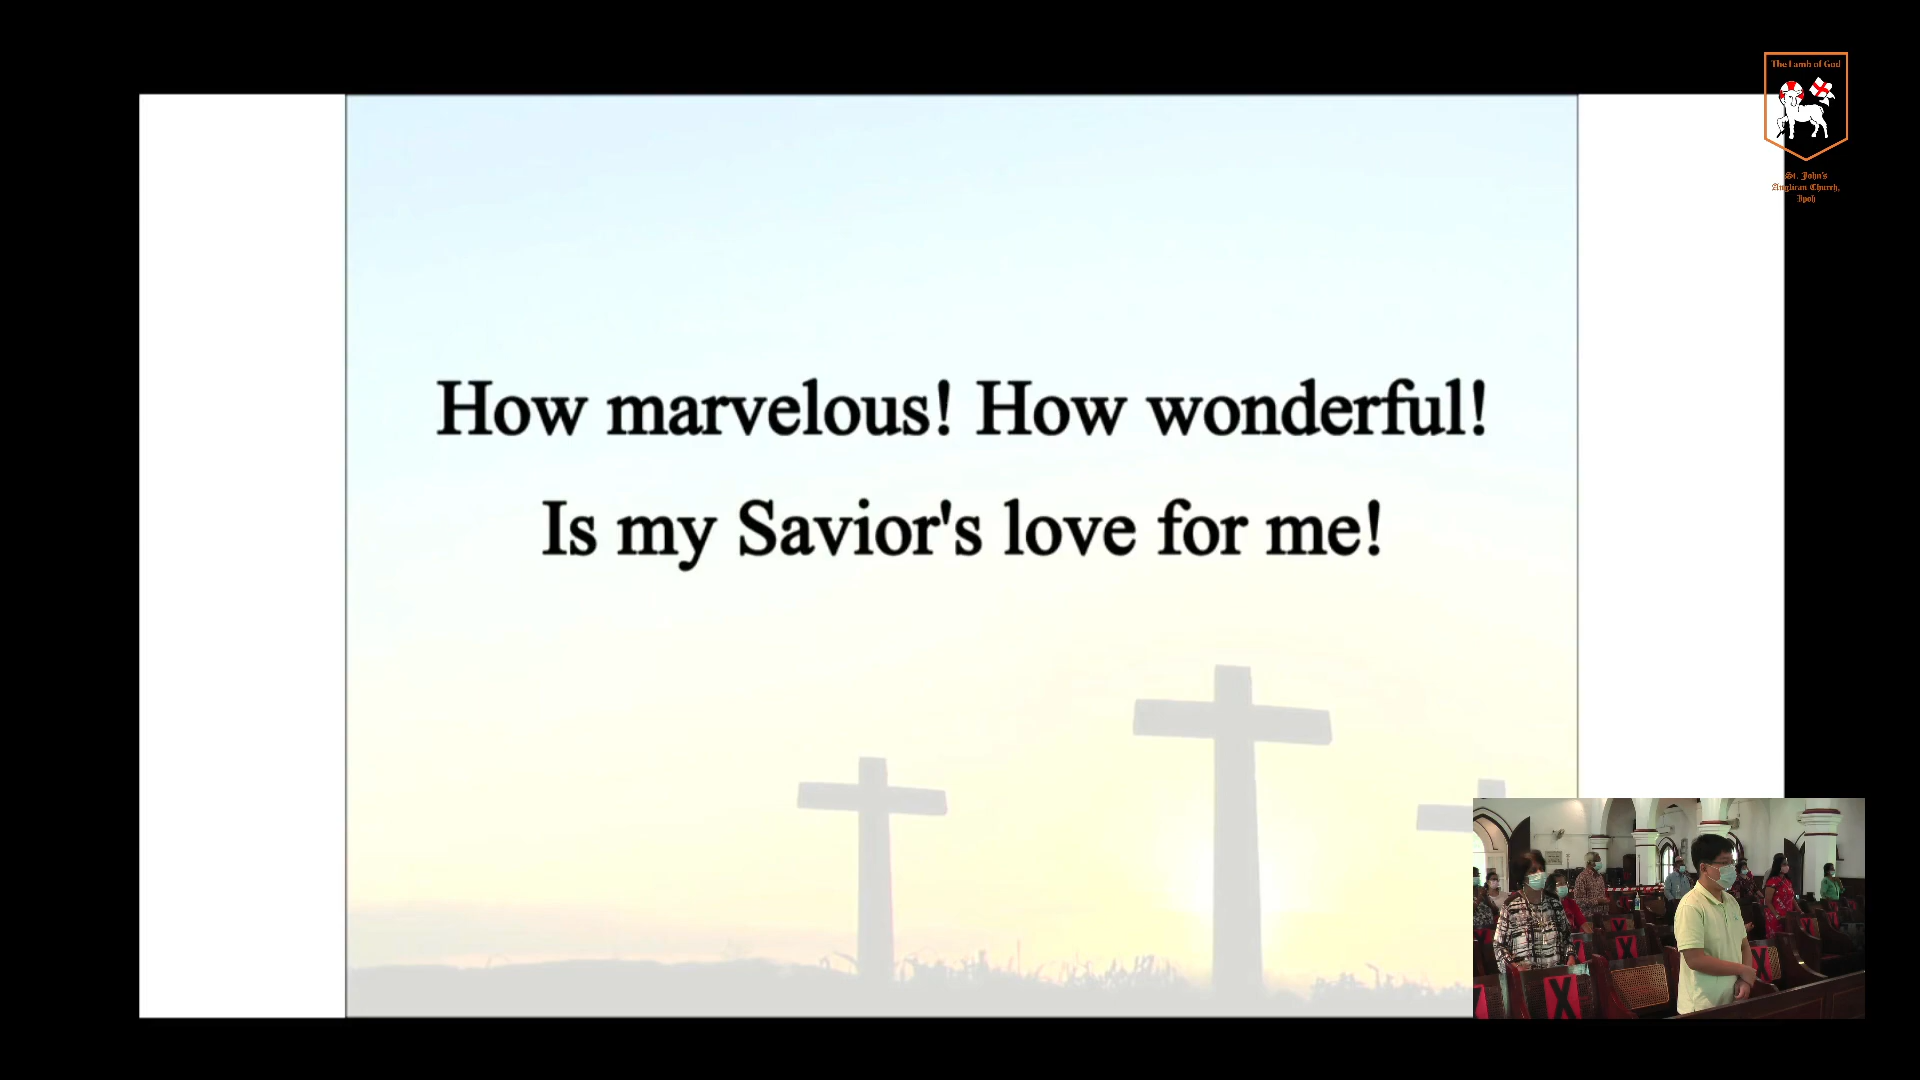 The Lamb of God
St. John's
Anglican Church,
Ipoh
How marvelous! How wonderful!
Is my Savior's love for me!
X
X
X